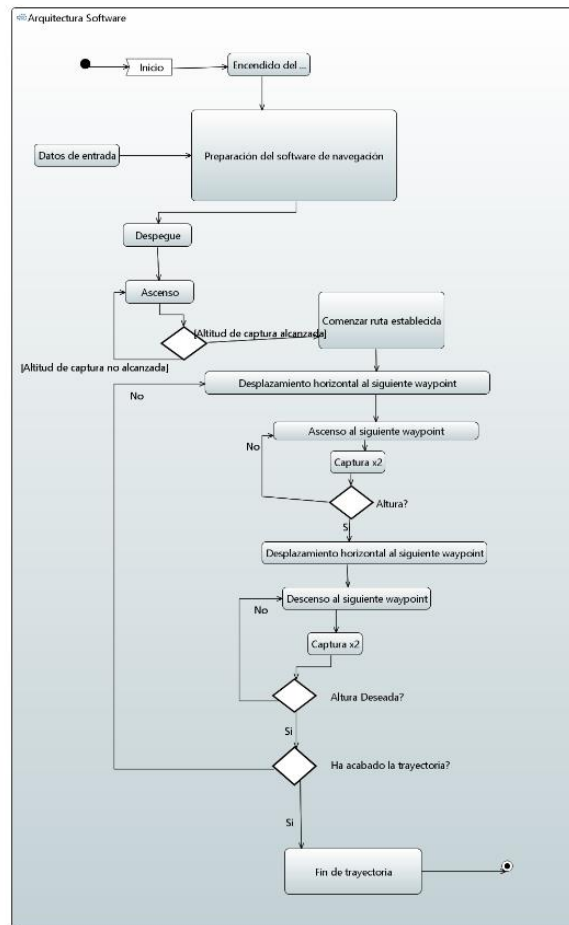 Arquitectura Software
Inicio
Encendido del ...
Datos de entrada
Preparación del software de navegación
Despegue
Ascenso
[Altitud de captura alcanzada]
Comenzar ruta establecida
[Altitud de captura no alcanzada]
Desplazamiento horizontal al siguiente waypoint
No
Ascenso al siguiente waypoint
No
Captura x2
Altura?
S
Desplazamiento horizontal al siguiente waypoint
Descenso al siguiente waypoint
No
Captura x2
Altura Deseada?
Si
Ha acabado la trayectoria?
Si
Fin de trayectoria